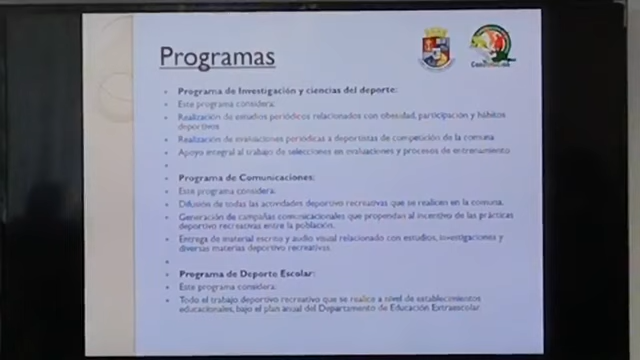 Programas
Programa de Investigación y ciencias del deporte:
Este programa considera:
Realización de estudios periódicos relacionados con obesidad, participación y hábitos
deportivos
Realización de evaluaciones periódicas a deportistas de competición de la comuna
Apoyo integral al trabajo de selecciones en evaluaciones y procesos de entrenamiento
Programa de Comunicaciones:
Este programa considera:
Difusión de todas las actividades deportivo recreativas que se realicen en la comuna.
Generación de campañas comunicacionales que propendan al incentivo de las prácticas
deportivo recreativas entre la población.
Entrega de material escrito y audio visual relacionado con estudios, investigaciones y
diversas materias deportivo recreativas.
Programa de Deporte Escolar:
Este programa considera:
Todo el trabajo deportivo recreativo que se realice a nivel de establecimientos
educacionales, bajo el plan anual del Departamento de Educación Extraescolar.